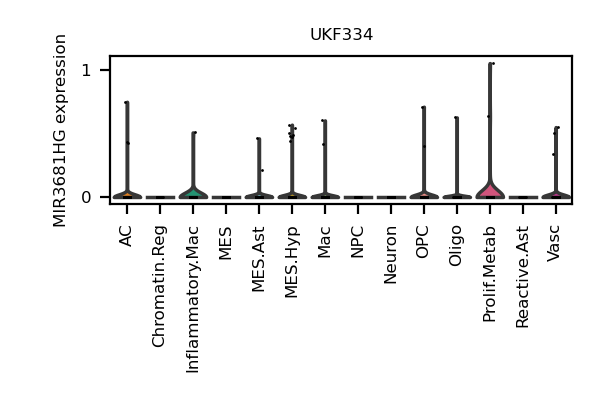 UKF334
MIR3681HG expression
1
0
AC
Chromatin.Reg
Inflammatory.Mac
MES
MES.Ast
MES.Hyp
Mac
NPC
Neuron
OPC
Oligo
Prolif.Metab
Reactive.Ast
Vasc